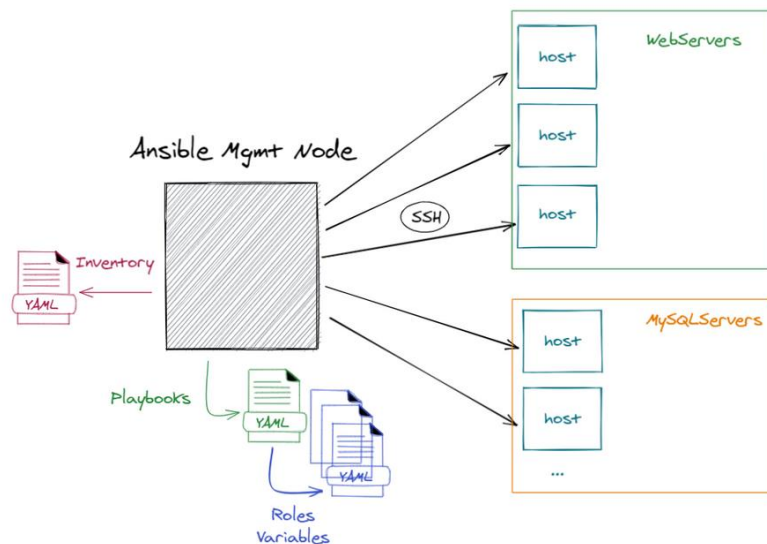 WebServers
host
host
host
Ansible Mgmt Node
SSH
Inventory
YAML
MySQLServers
host
host
...
Playbooks
YAML
YAML
Roles
Variables